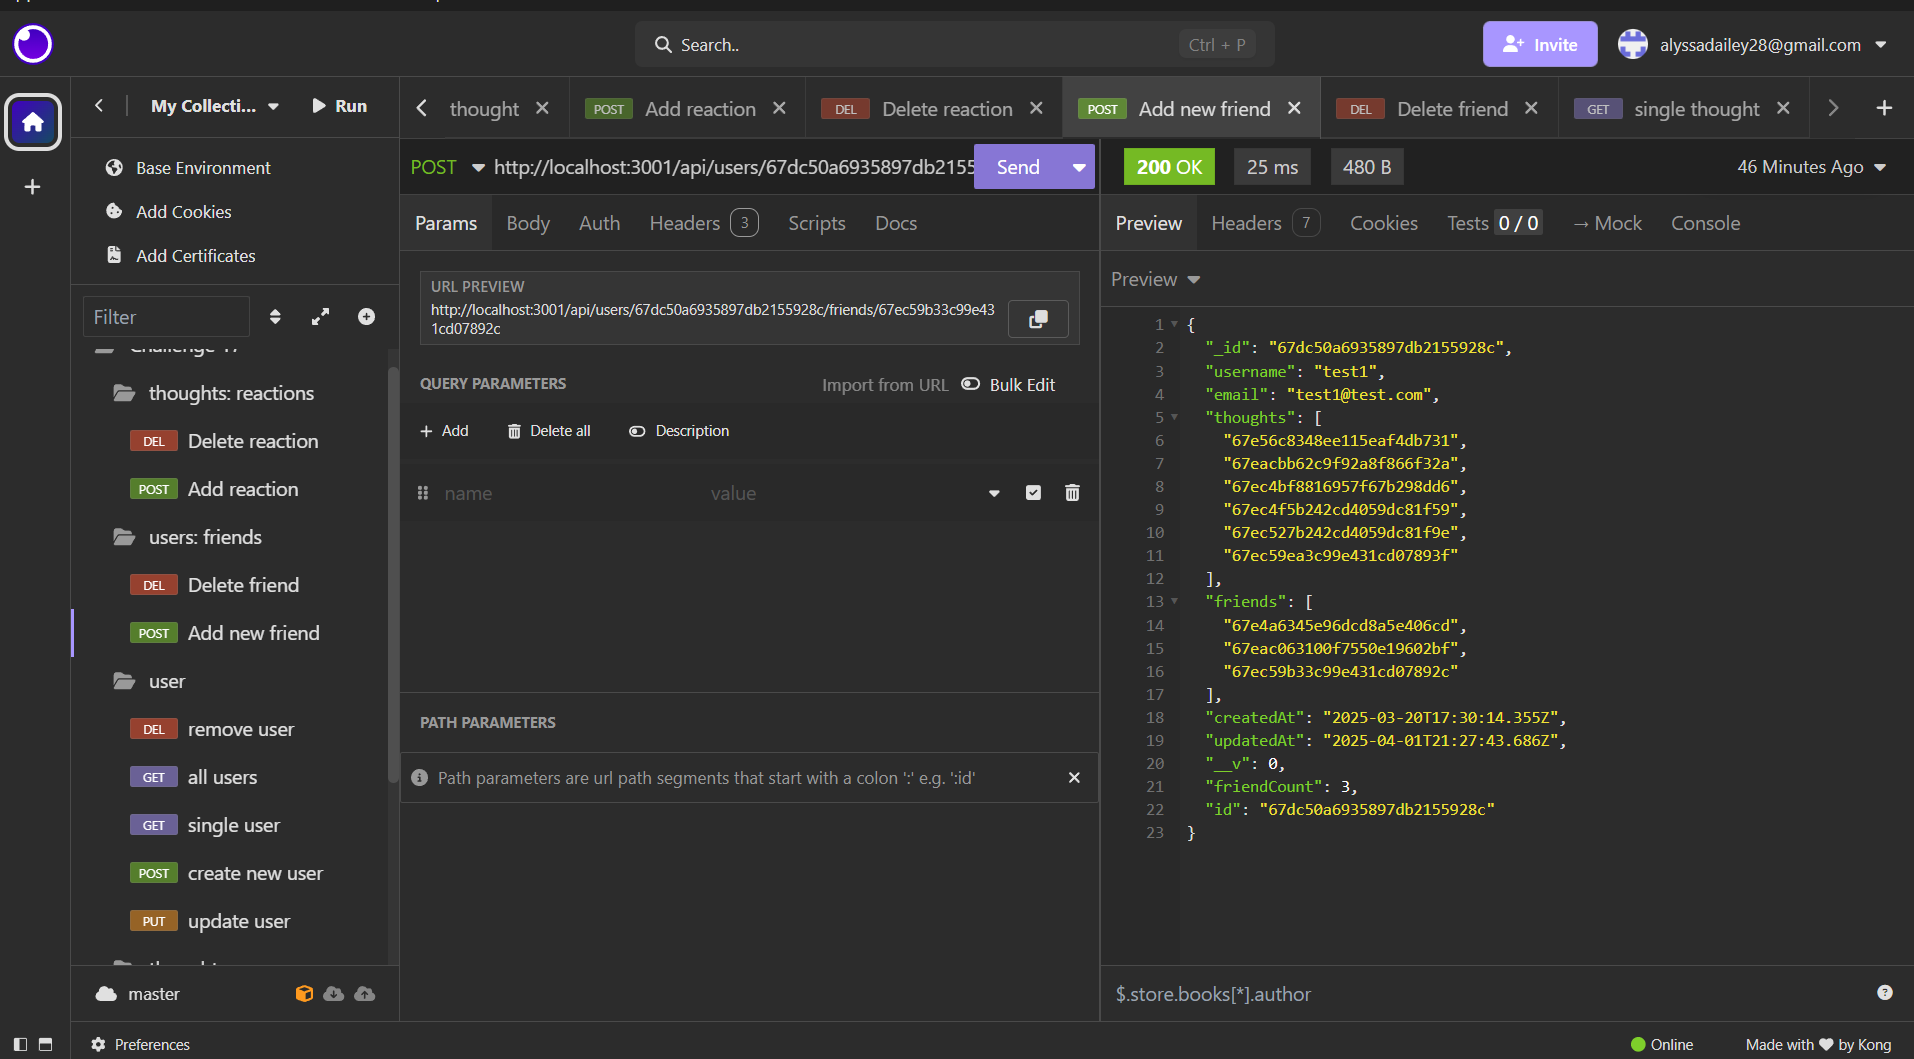 Search..
Ctrl + P
Invite
alyssadailey28@gmail.com
My Collecti...
Run
Base Environment
Add Cookies
Add Certificates
Filter
thoughts: reactions
DEL Delete reaction
POST Add reaction
users: friends
DEL Delete friend
POST Add new friend
user
DEL remove user
GET all users
GET single user
POST create new user
PUT update user
master
Preferences
thought
POST Add reaction
DEL Delete reaction
POST Add new friend
DEL Delete friend
GET single thought
POST http://localhost:3001/api/users/67dc50a6935897db2155
Send
Params Body Auth Headers 3 Scripts Docs
URL PREVIEW
http://localhost:3001/api/users/67dc50a6935897db2155928c/friends/67ec59b33c99e43
1cd07892c
QUERY PARAMETERS
Import from URL Bulk Edit
Add Delete all Description
name value
PATH PARAMETERS
Path parameters are url path segments that start with a colon ':' e.g. ':id'
200 OK 25 ms 480 B 46 Minutes Ago
Preview Headers 7 Cookies Tests 0 / 0 → Mock Console
Preview
1 {
2 "_id": "67dc50a6935897db2155928c",
3 "username": "test1",
4 "email": "test1@test.com",
5 "thoughts": [
6 "67e56c8348ee115eaf4db731",
7 "67eacbb62c9f92a8f866f32a",
8 "67ec4bf8816957f67b298dd6",
9 "67ec4f5b242cd4059dc81f59",
10 "67ec527b242cd4059dc81f9e",
11 "67ec59ea3c99e431cd07893f"
12 ],
13 "friends": [
14 "67e4a6345e96dcd8a5e406cd",
15 "67eac063100f7550e19602bf",
16 "67ec59b33c99e431cd07892c"
17 ],
18 "createdAt": "2025-03-20T17:30:14.355Z",
19 "updatedAt": "2025-04-01T21:27:43.686Z",
20 "__v": 0,
21 "friendCount": 3,
22 "id": "67dc50a6935897db2155928c"
23 }
$.store.books[*].author
Online
Made with ♥ by Kong